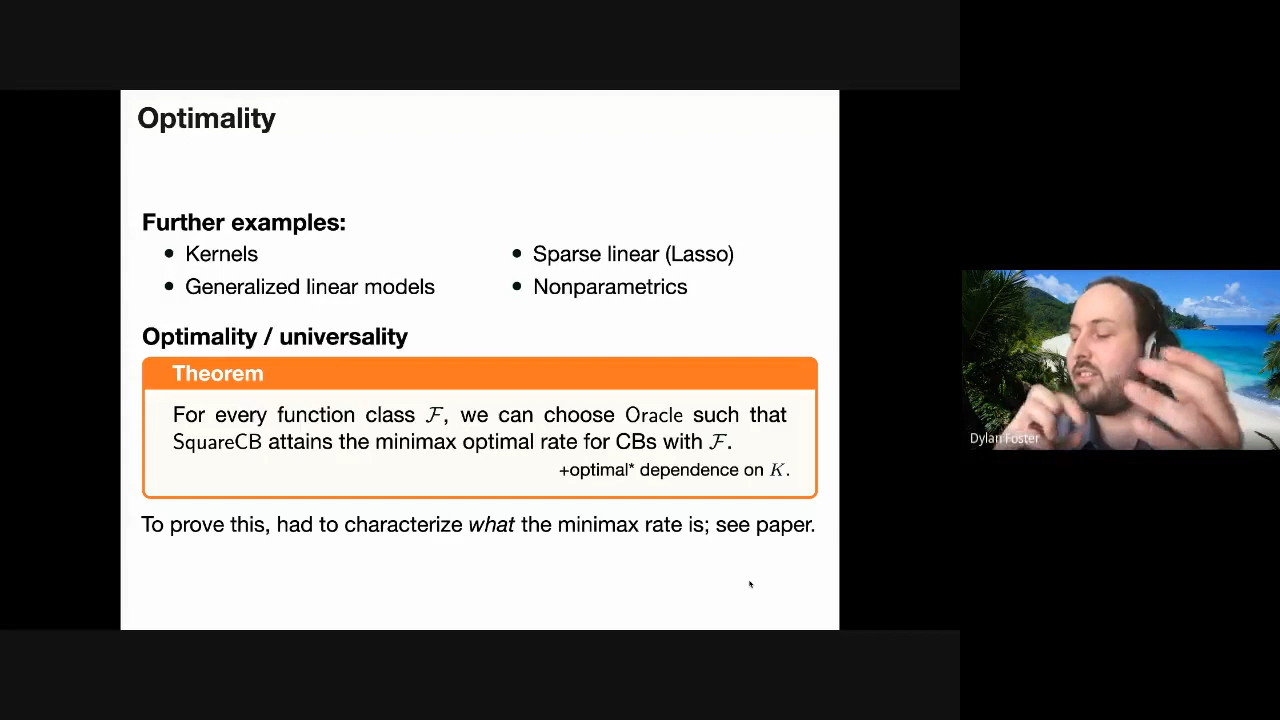 Optimality
Further examples:
• Kernels
• Sparse linear (Lasso)
• Generalized linear models
• Nonparametrics
Optimality / universality
Theorem
For every function class 𝓕, we can choose Oracle such that
SquareCB attains the minimax optimal rate for CBs with 𝓕.
+optimal* dependence on K.
To prove this, had to characterize what the minimax rate is; see paper.
Dylan Foster